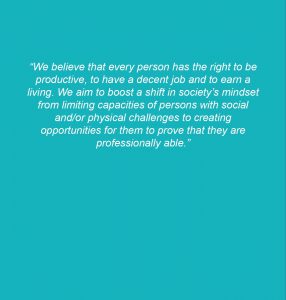 “We believe that every person has the right to be
productive, to have a decent job and to earn a
living. We aim to boost a shift in society’s mindset
from limiting capacities of persons with social
and/or physical challenges to creating
opportunities for them to prove that they are
professionally able.”